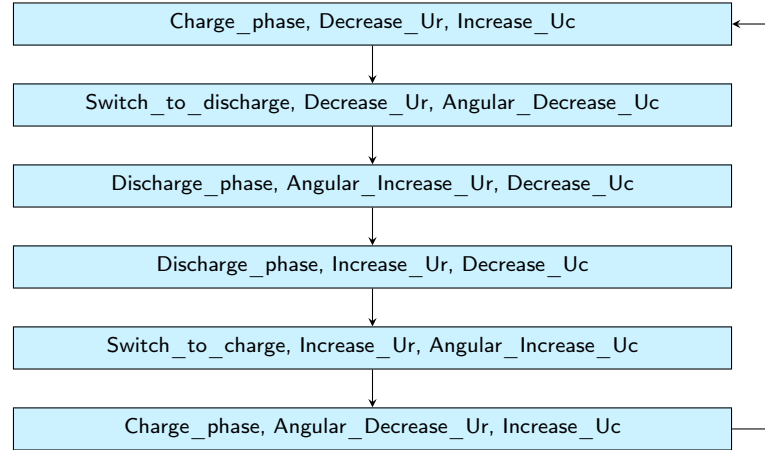 Charge_phase, Decrease_Ur, Increase_Uc
Switch_to_discharge, Decrease_Ur, Angular_Decrease_Uc
Discharge_phase, Angular_Increase_Ur, Decrease_Uc
Discharge_phase, Increase_Ur, Decrease_Uc
Switch_to_charge, Increase_Ur, Angular_Increase_Uc
Charge_phase, Angular_Decrease_Ur, Increase_Uc